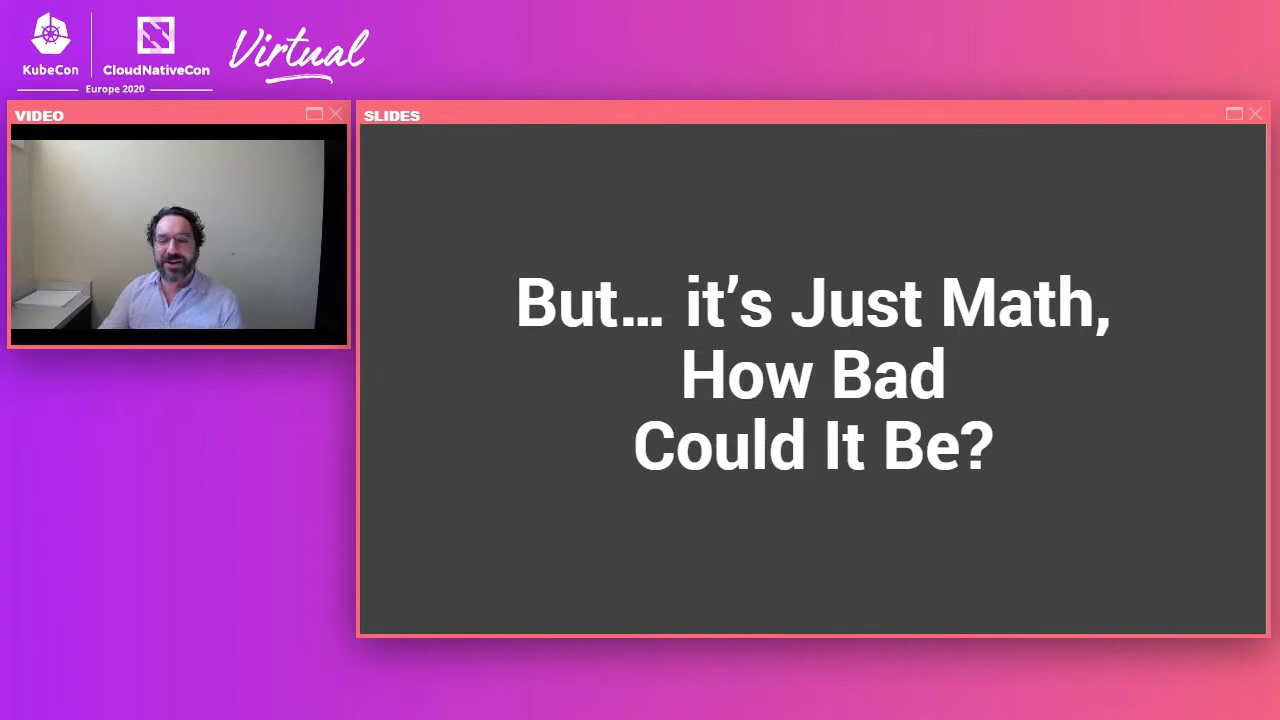 KubeCon
CloudNativeCon
Virtual
Europe 2020
VIDEO
SLIDES
But... it’s Just Math,
How Bad
Could It Be?